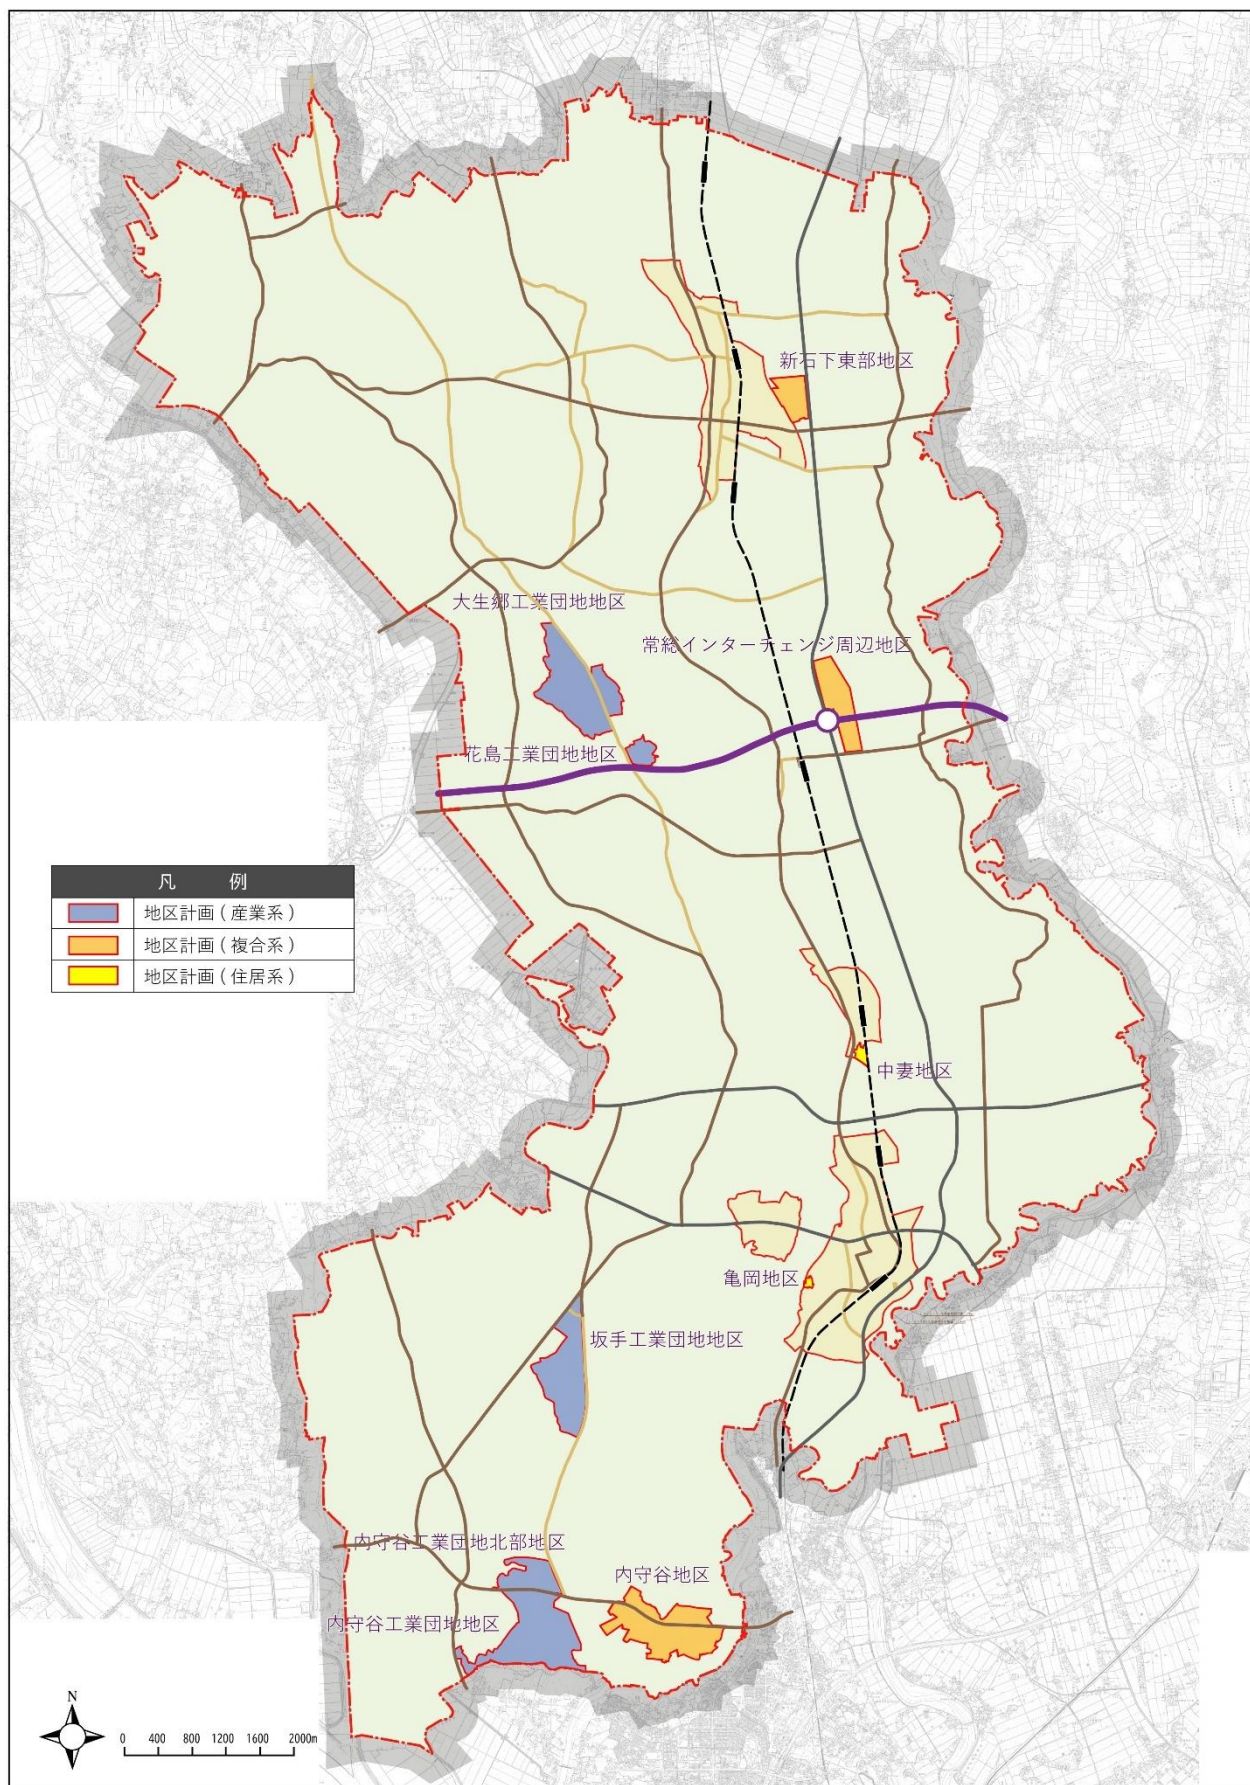 新石下東部地区
大生郷工業団地地区
常総インターチェンジ周辺地区
花島工業団地地区
凡 例
地区計画(産業系)
地区計画(複合系)
地区計画(住居系)
中妻地区
亀岡地区
坂手工業団地地区
内守谷工業団地北部地区
内守谷地区
内守谷工業団地地区
N
0 400 800 1200 1600 2000m